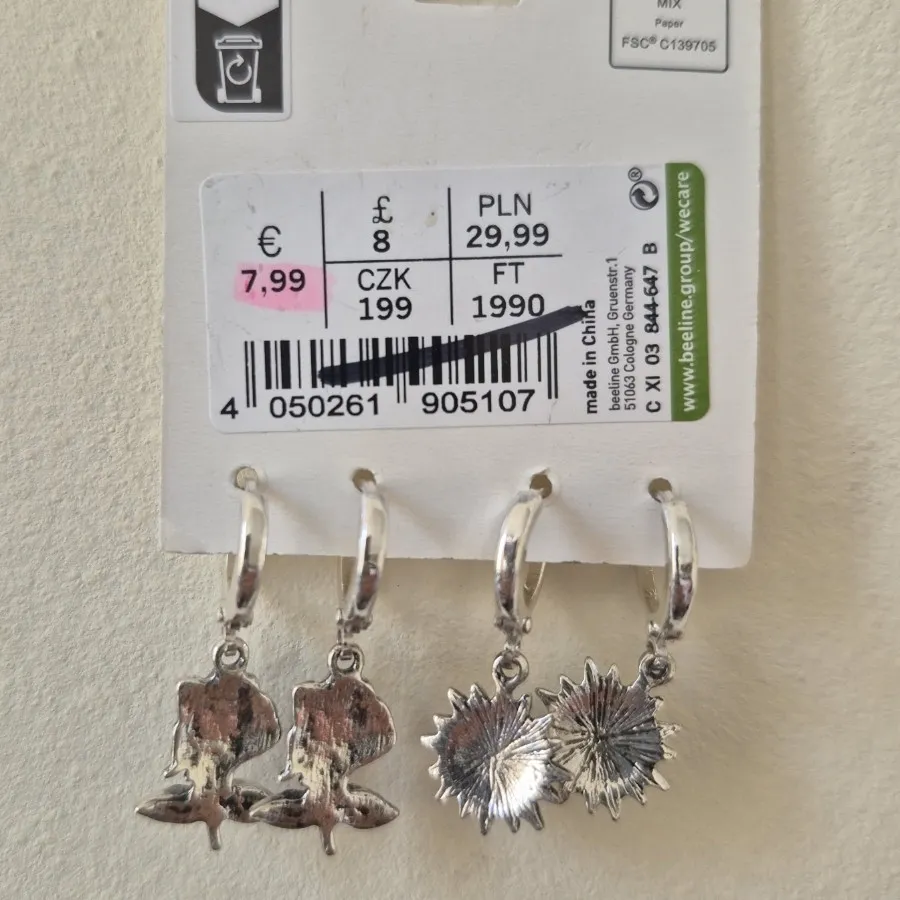 MIX
Paper
FSC® C139705
€
7,99
£
8
PLN
29,99
CZK
199
FT
1990
4 050261 905107
made in China
beeline GmbH, Gruenstr.1
51063 Cologne Germany
C XI 03 844 647 B
www.beeline.group/wecare